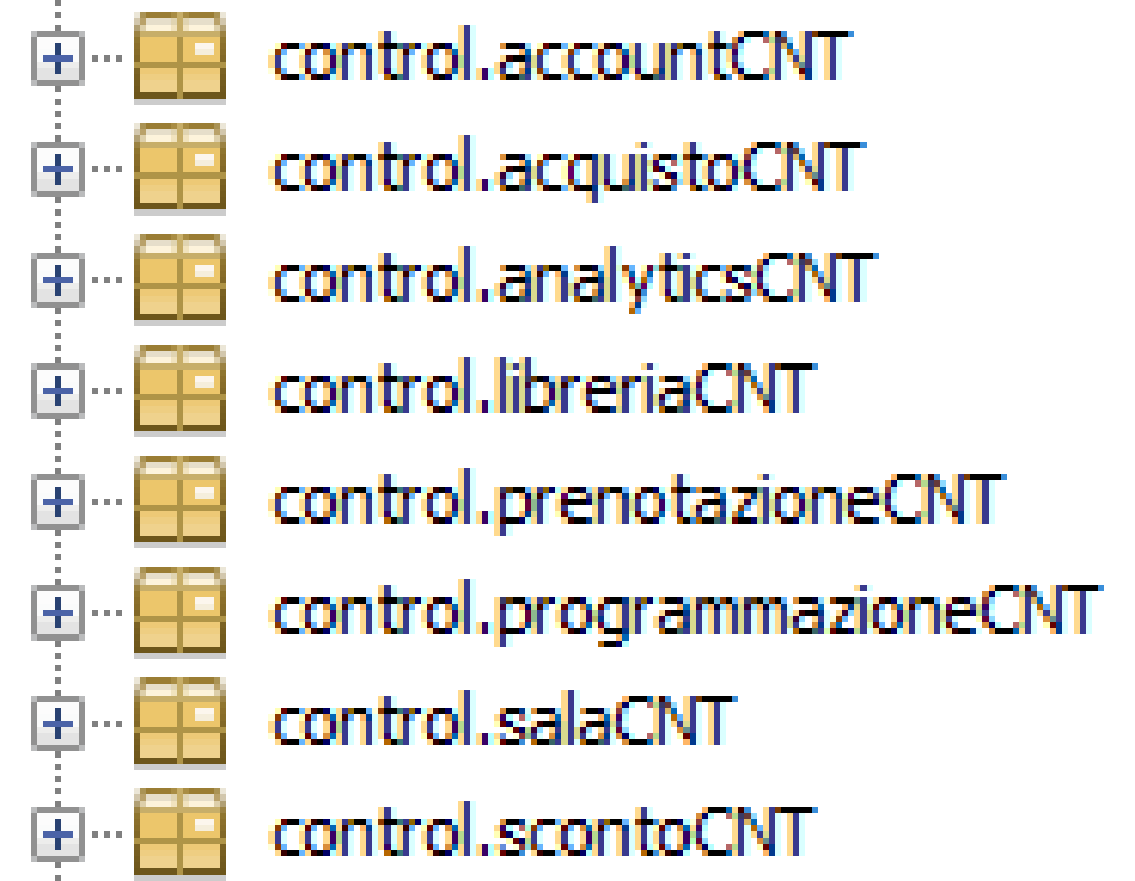 control.accountCNT
control.acquistoCNT
control.analyticsCNT
control.libreriaCNT
control.prenotazioneCNT
control.programmazioneCNT
control.salaCNT
control.scontoCNT